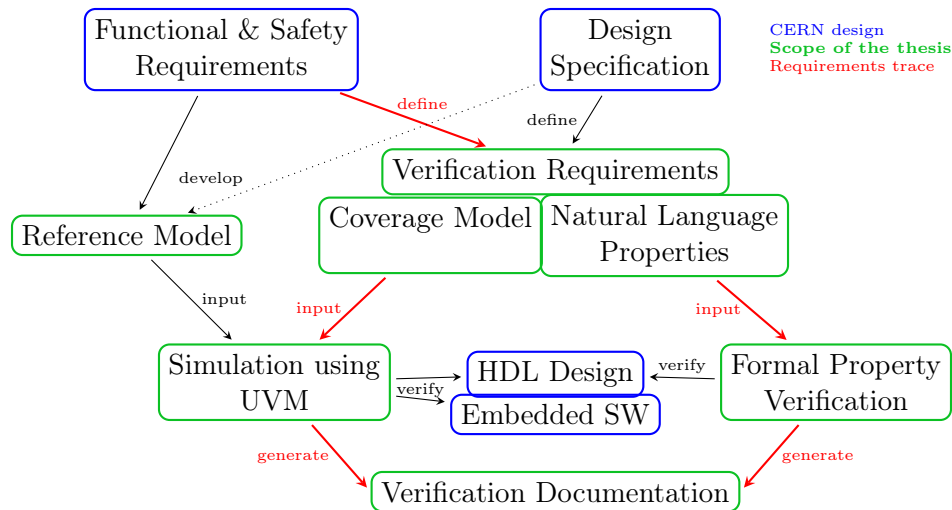 Functional & Safety
Requirements
Design
Specification
CERN design
Scope of the thesis
Requirements trace
define
define
Verification Requirements
develop
Coverage Model
Natural Language
Properties
Reference Model
input
input
input
Simulation using
UVM
verify
HDL Design
Embedded SW
verify
Formal Property
Verification
generate
generate
Verification Documentation